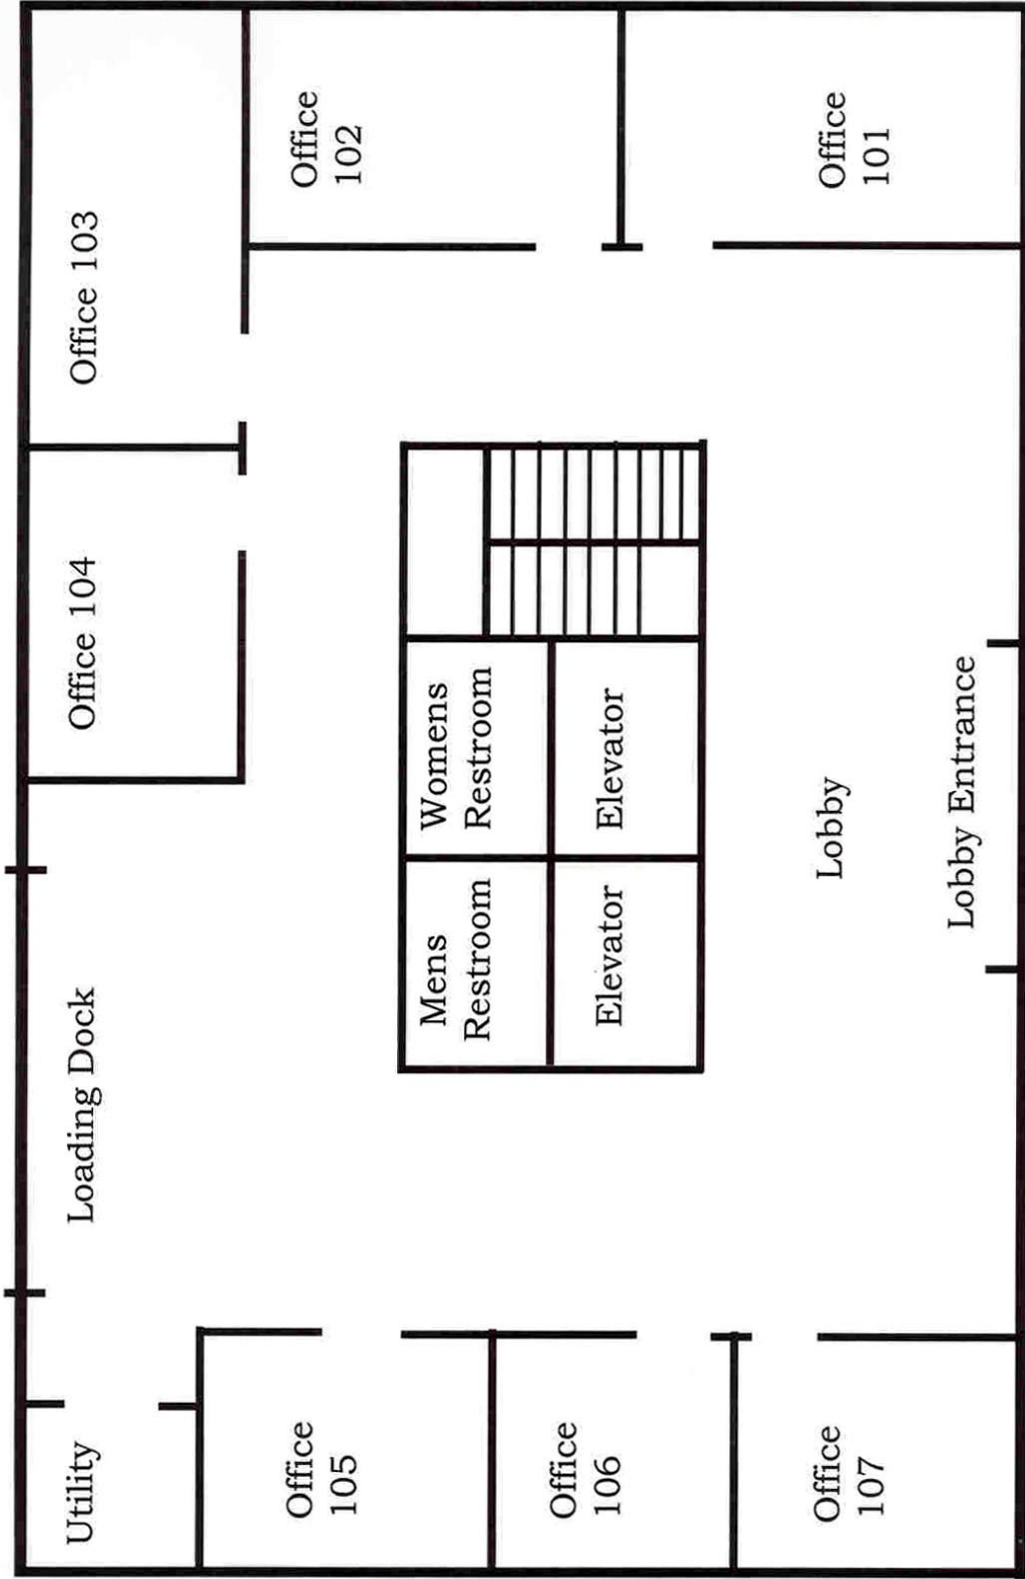 Utility
Loading Dock
Office 104
Office 103
Office
105
Office
102
Mens
Restroom
Womens
Restroom
Office
106
Elevator
Elevator
Office
107
Lobby
Office
101
Lobby Entrance